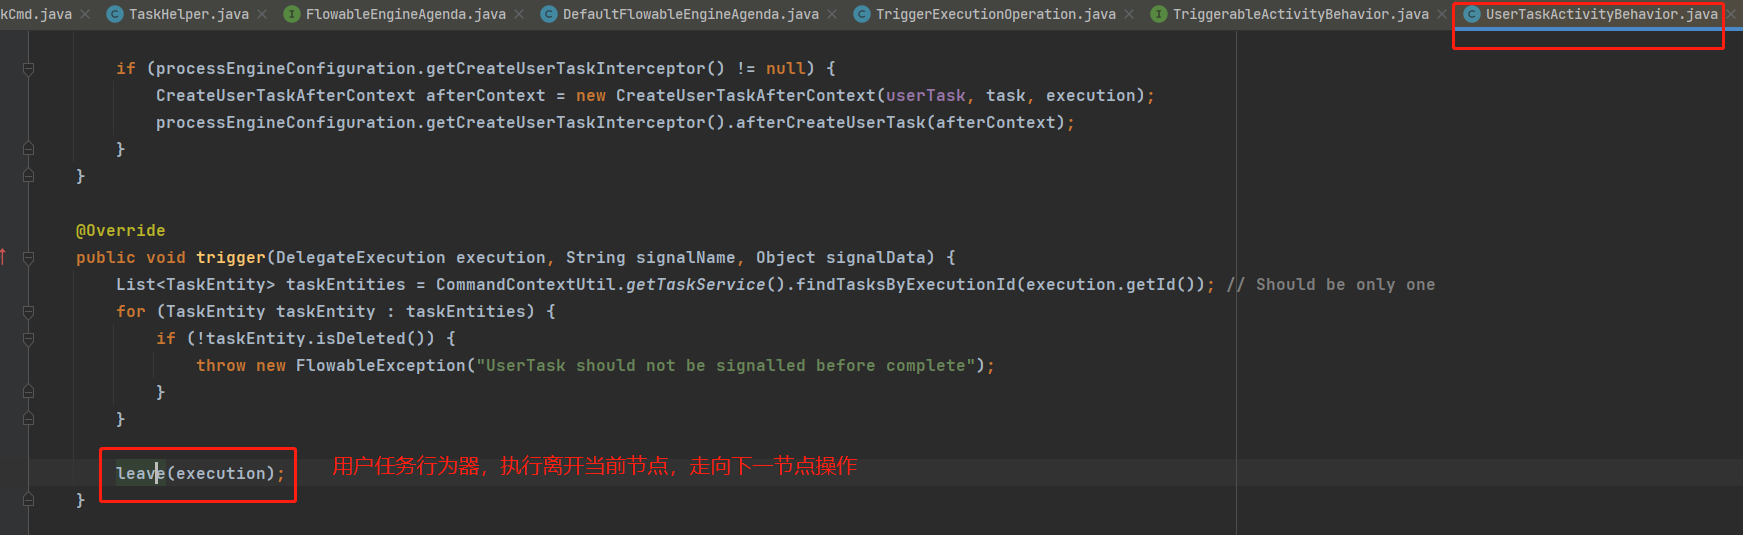 kCmd.java TaskHelper.java FlowableEngineAgenda.java DefaultFlowableEngineAgenda.java TriggerExecutionOperation.java TriggerableActivityBehavior.java UserTaskActivityBehavior.java
if (processEngineConfiguration.getCreateUserTaskInterceptor() != null) {
CreateUserTaskAfterContext afterContext = new CreateUserTaskAfterContext(userTask, task, execution);
processEngineConfiguration.getCreateUserTaskInterceptor().afterCreateUserTask(afterContext);
}
}
@Override
public void trigger(DelegateExecution execution, String signalName, Object signalData) {
List<TaskEntity> taskEntities = CommandContextUtil.getTaskService().findTasksByExecutionId(execution.getId()); // Should be only one
for (TaskEntity taskEntity : taskEntities) {
if (!taskEntity.isDeleted()) {
throw new FlowableException("UserTask should not be signalled before complete");
}
}
leave(execution); 用户任务行为器，执行离开当前节点，走向下一节点操作
}